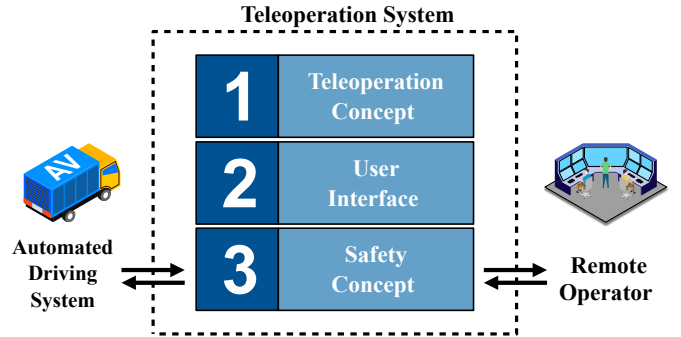 Teleoperation System
1
Teleoperation
Concept
2
User
Interface
3
Safety
Concept
AV
Automated
Driving
System
Remote
Operator